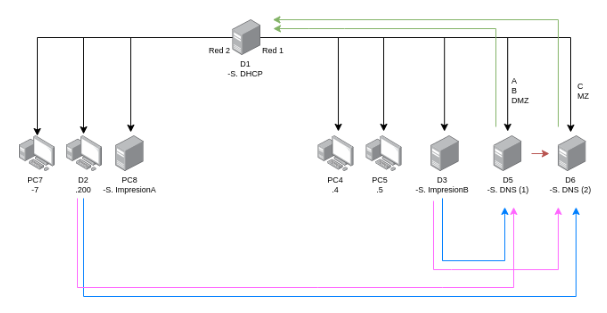 Red 2
Red 1
D1
-S. DHCP
A
B
DMZ
C
MZ
PC7
-7
D2
.200
PC8
-S. ImpresionA
PC4
.4
PC5
.5
D3
-S. ImpresionB
D5
-S. DNS (1)
D6
-S. DNS (2)